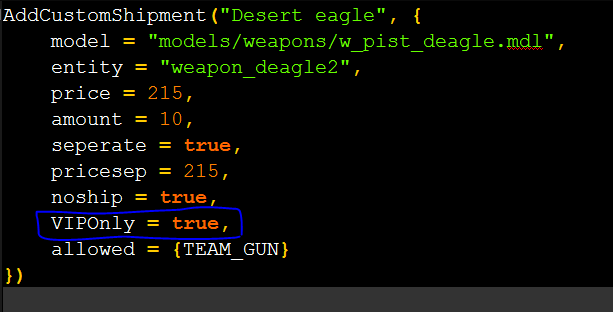 AddCustomShipment("Desert eagle", {
    model = "models/weapons/w_pist_deagle.mdl",
    entity = "weapon_deagle2",
    price = 215,
    amount = 10,
    seperate = true,
    pricesep = 215,
    noship = true,
    VIPOnly = true,
    allowed = {TEAM_GUN}
})